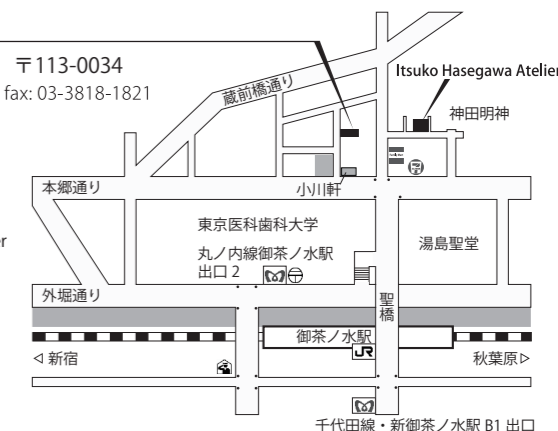 〒113-0034
fax: 03-3818-1821
蔵前橋通り
Itsuko Hasegawa Atelier
神田明神
本郷通り
小川軒
er
東京医科歯科大学
丸ノ内線御茶ノ水駅
出口 2
湯島聖堂
外堀通り
聖橋
御茶ノ水駅
JR
◁ 新宿
秋葉原▷
千代田線・新御茶ノ水駅 B1 出口